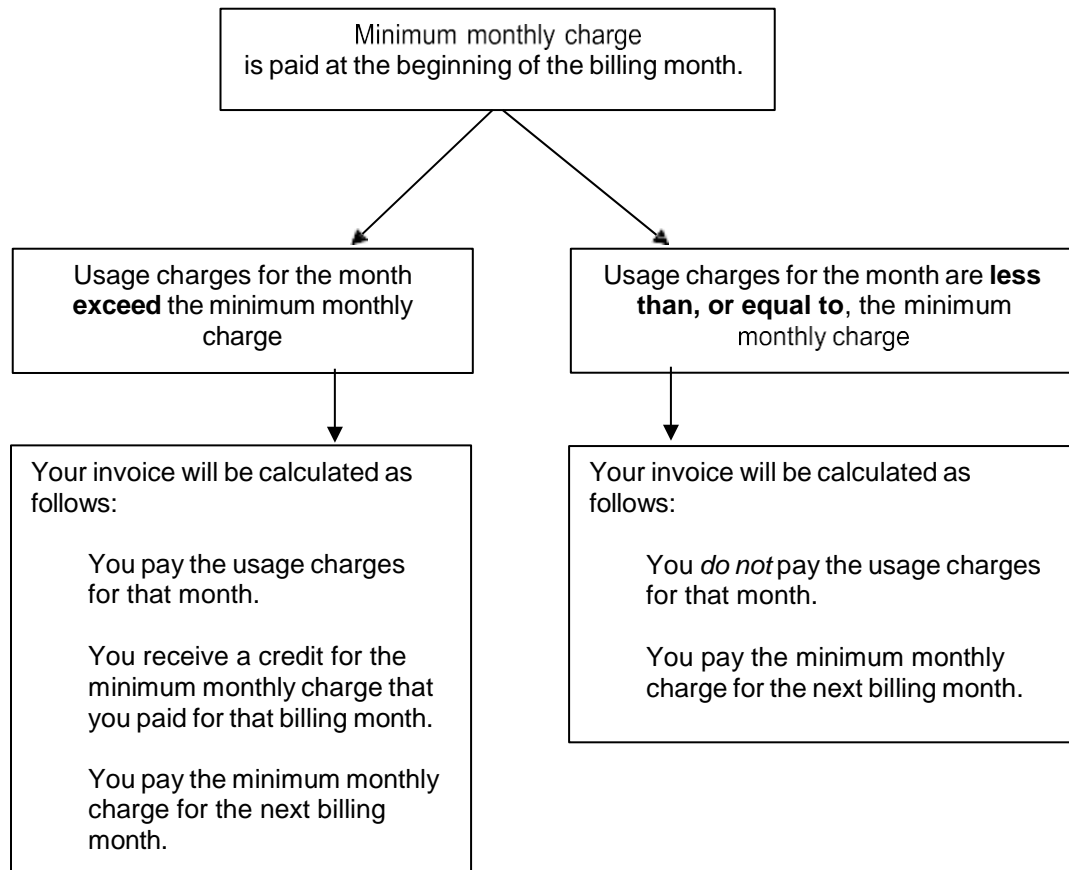 Minimum monthly charge
is paid at the beginning of the billing month.
Usage charges for the month
exceed the minimum monthly
charge
Usage charges for the month are less
than, or equal to, the minimum
monthly charge
Your invoice will be calculated as
follows:
You pay the usage charges
for that month.
You receive a credit for the
minimum monthly charge that
you paid for that billing month.
You pay the minimum monthly
charge for the next billing
month.
Your invoice will be calculated as
follows:
You do not pay the usage charges
for that month.
You pay the minimum monthly
charge for the next billing month.